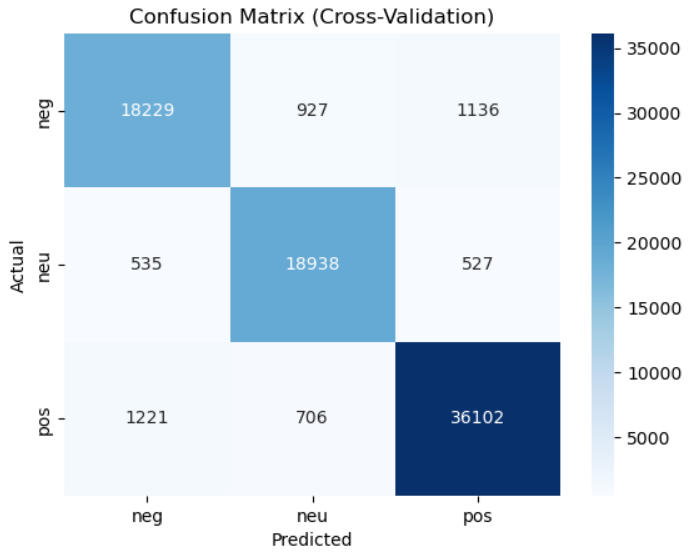 Confusion Matrix (Cross-Validation)
neg 18229 927 1136
neu 535 18938 527
pos 1221 706 36102
neg neu pos
Predicted
Actual
35000
30000
25000
20000
15000
10000
5000